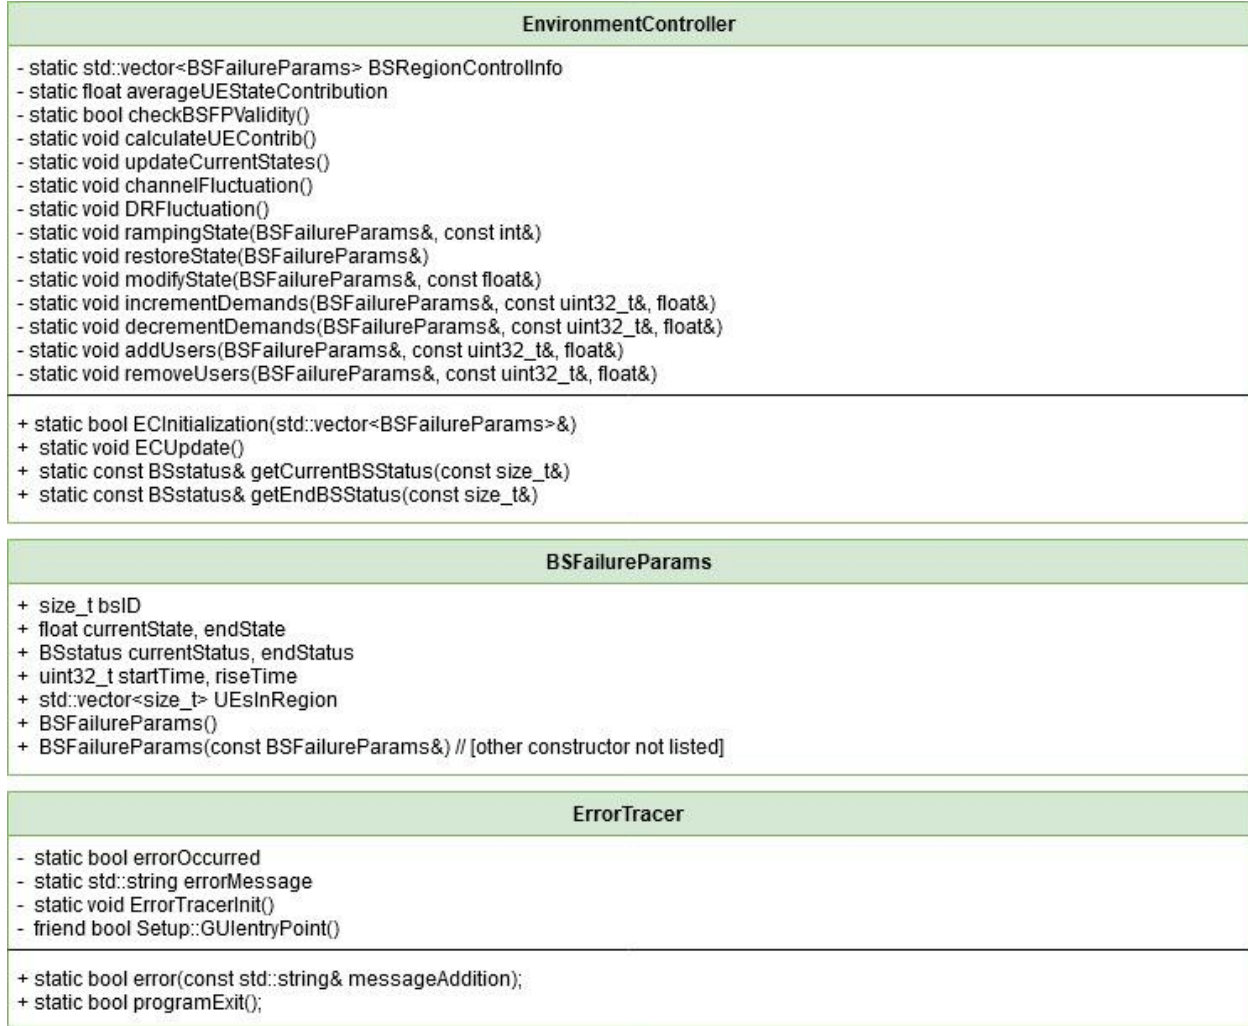 EnvironmentController
- static std::vector<BSFailureParams> BSRegionControlInfo
- static float averageUEStateContribution
- static bool checkBSFPValidity()
- static void calculateUEContrib()
- static void updateCurrentStates()
- static void channelFluctuation()
- static void DRFluctuation()
- static void rampingState(BSFailureParams&, const int&)
- static void restoreState(BSFailureParams&)
- static void modifyState(BSFailureParams&, const float&)
- static void incrementDemands(BSFailureParams&, const uint32_t&, float&)
- static void decrementDemands(BSFailureParams&, const uint32_t&, float&)
- static void addUsers(BSFailureParams&, const uint32_t&, float&)
- static void removeUsers(BSFailureParams&, const uint32_t&, float&)
+ static bool ECInitialization(std::vector<BSFailureParams>&)
+ static void ECUpdate()
+ static const BSstatus& getCurrentBSStatus(const size_t&)
+ static const BSstatus& getEndBSStatus(const size_t&)
BSFailureParams
+ size_t bsID
+ float currentState, endState
+ BSstatus currentStatus, endStatus
+ uint32_t startTime, riseTime
+ std::vector<size_t> UEsInRegion
+ BSFailureParams()
+ BSFailureParams(const BSFailureParams&) // [other constructor not listed]
ErrorTracer
- static bool errorOccurred
- static std::string errorMessage
- static void ErrorTracerInit()
- friend bool Setup::GUIentryPoint()
+ static bool error(const std::string& messageAddition);
+ static bool programExit();